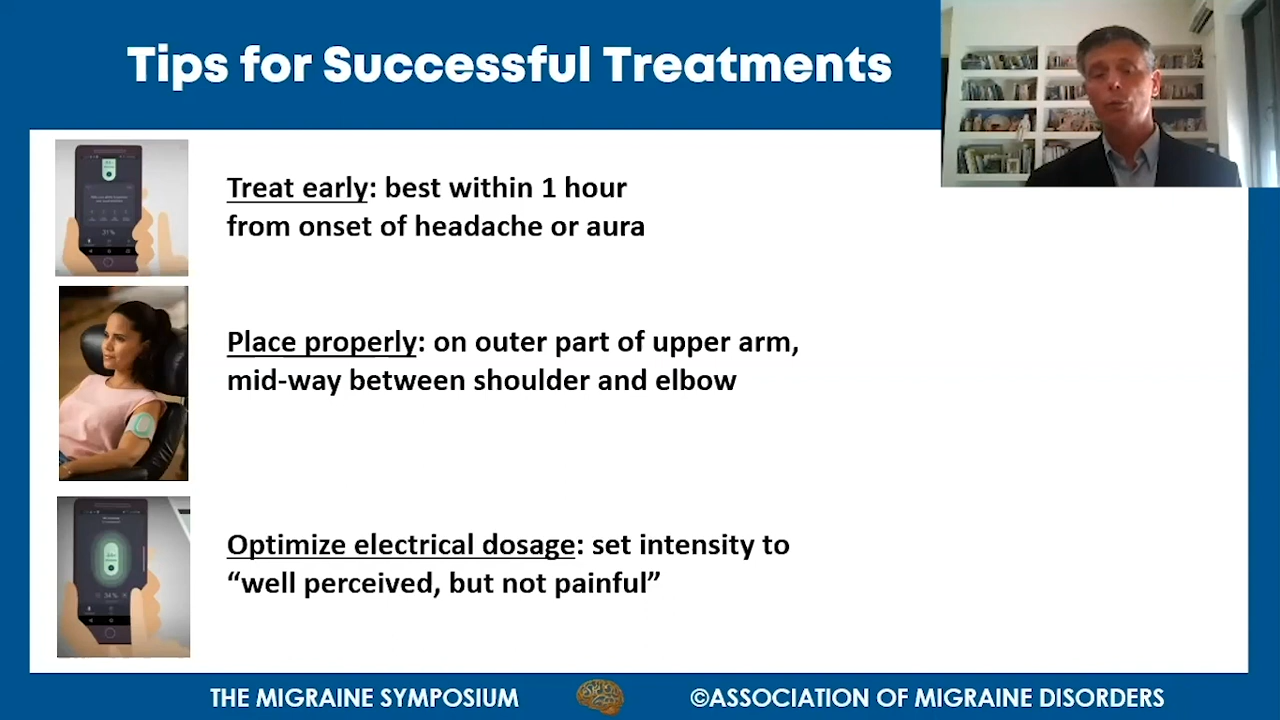 Tips for Successful Treatments
Treat early: best within 1 hour
from onset of headache or aura
31%
Place properly: on outer part of upper arm,
mid-way between shoulder and elbow
Optimize electrical dosage: set intensity to
“well perceived, but not painful”
34%
THE MIGRAINE SYMPOSIUM
©ASSOCIATION OF MIGRAINE DISORDERS